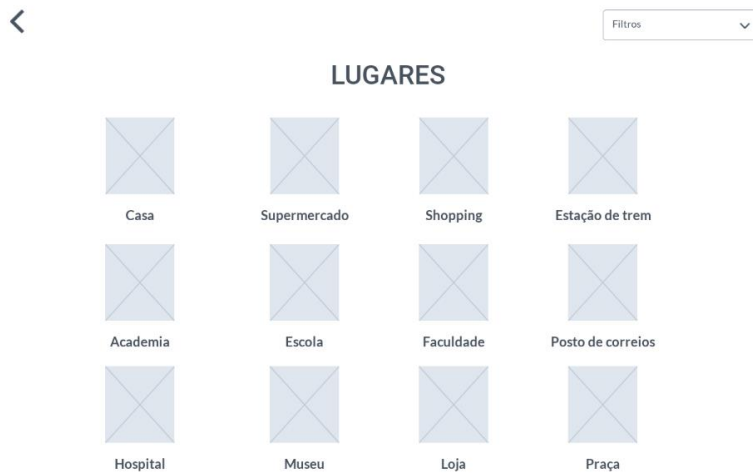 Filtros
LUGARES
Casa Supermercado Shopping Estação de trem
Academia Escola Faculdade Posto de correios
Hospital Museu Loja Praça